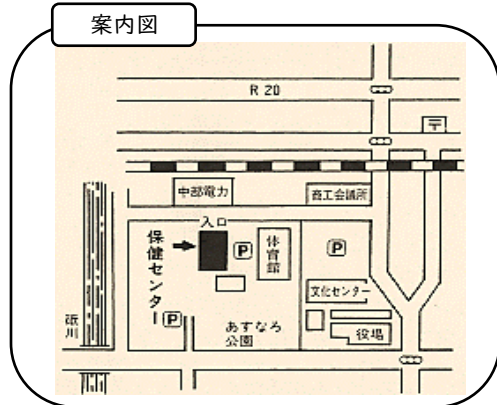 案内図
R 20
〒
中部電力
商工会議所
入口
保健センター
P
体育館
P
文化センター
P
砥川
あすなろ
公園
役場